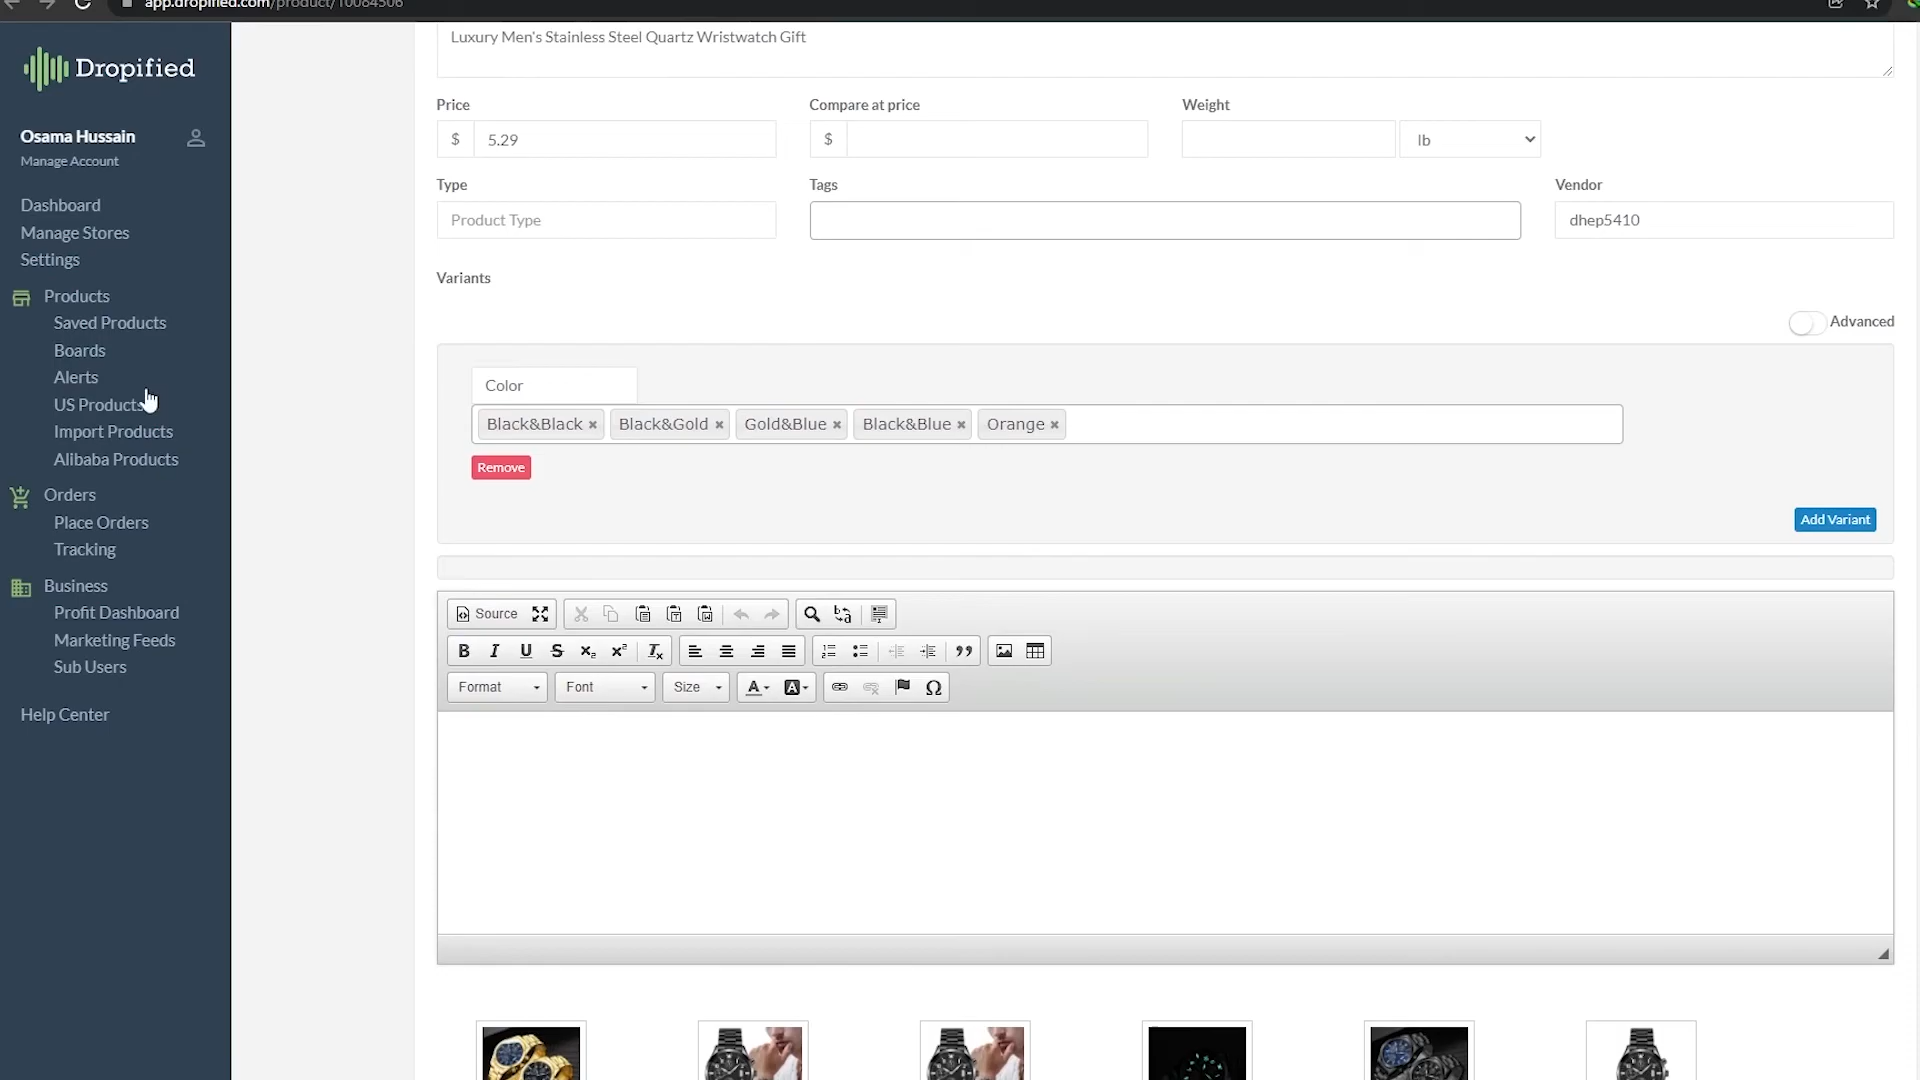 app.dropified.com/product/10084506
Dropified
Osama Hussain
Manage Account
Dashboard
Manage Stores
Settings
Products
Saved Products
Boards
Alerts
US Products
Import Products
Alibaba Products
Orders
Place Orders
Tracking
Business
Profit Dashboard
Marketing Feeds
Sub Users
Help Center
Luxury Men's Stainless Steel Quartz Wristwatch Gift
Price Compare at price Weight
$ 5.29 $ lb
Type Tags Vendor
Product Type dhep5410
Variants
Advanced
Color
Black&Black × Black&Gold × Gold&Blue × Black&Blue × Orange ×
Remove
Add Variant
Source
Format Font Size